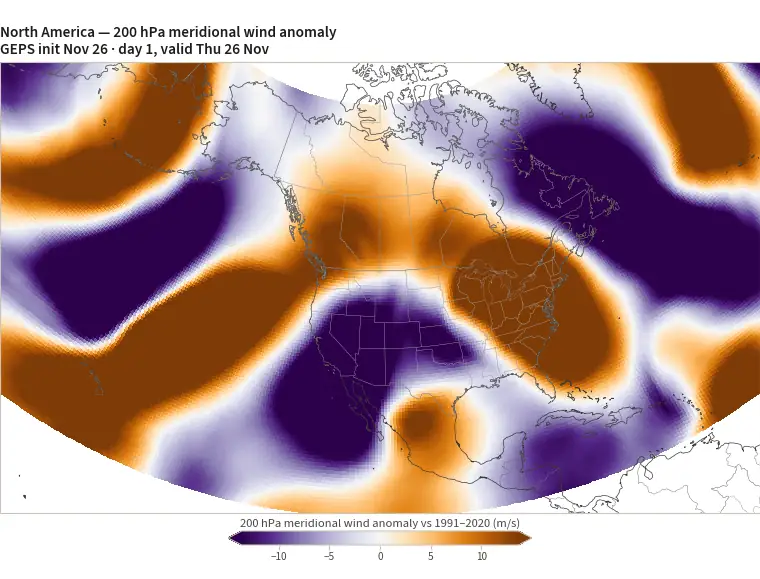 North America — 200 hPa meridional wind anomaly
GEPS init Nov 26 · day 1, valid Thu 26 Nov
200 hPa meridional wind anomaly vs 1991–2020 (m/s)
−10 −5 0 5 10